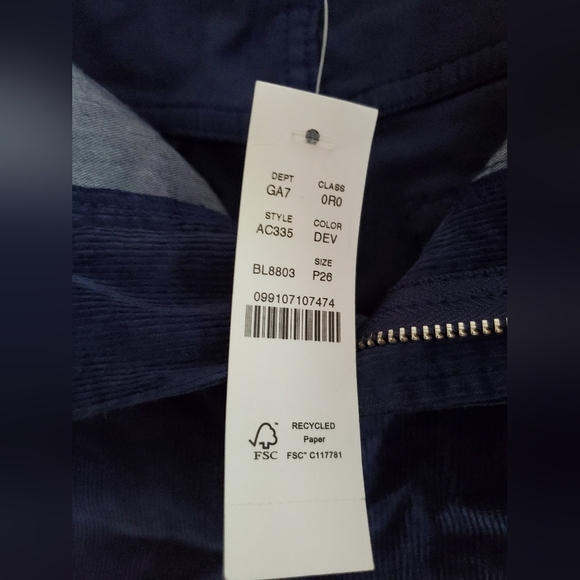 DEPT CLASS
GA7 0R0
STYLE COLOR
AC335 DEV
SIZE
BL8803 P26
099107107474
RECYCLED
Paper
FSC FSC™ C117781